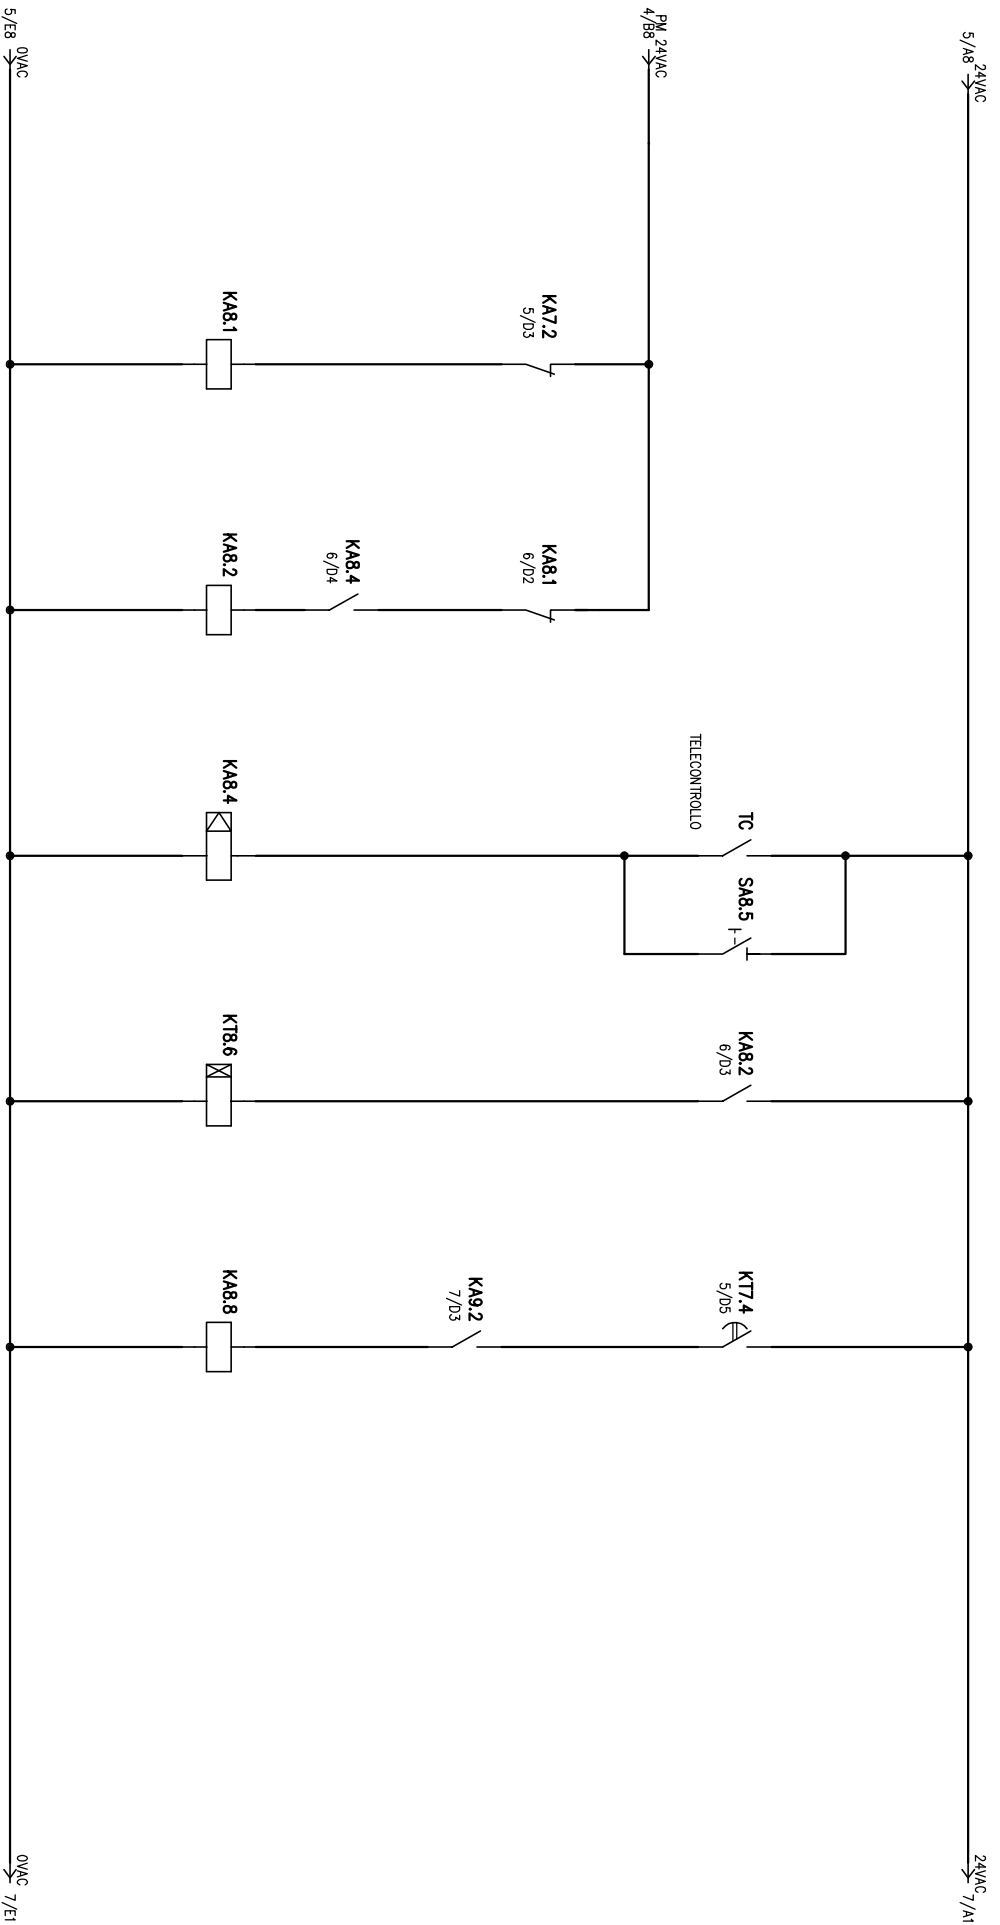 24VAC
5/A8
24VAC
7/A1
PM 24VAC
4/B8
KA7.2
5/D3
KA8.1
6/D2
TELECONTROLLO
TC
SA8.5
KA8.2
6/D3
KT7.4
5/D5
KA8.4
6/D4
KA9.2
7/D3
KA8.1
KA8.2
KA8.4
KT8.6
KA8.8
0VAC
5/E8
0VAC
7/E1